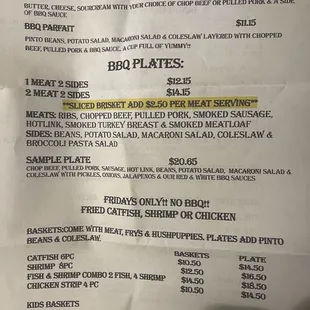 BUTTER, CHEESE, SOURCREAM WITH YOUR CHOICE OF CHOP BEEF OR PULLED PORK & A SIDE
OF BBQ SAUCE
BBQ PARFAIT $11.15
PINTO BEANS, POTATO SALAD, MACARONI SALAD & COLESLAW LAYERED WITH CHOPPED
BEEF, PULLED PORK & BBQ SAUCE, A CUP FULL OF YUMMY!!
BBQ PLATES:
1 MEAT 2 SIDES $12.15
2 MEAT 2 SIDES $14.15
**SLICED BRISKET ADD $2.50 PER MEAT SERVING**
MEATS: RIBS, CHOPPED BEEF, PULLED PORK, SMOKED SAUSAGE,
HOTLINK, SMOKED TURKEY BREAST & SMOKED MEATLOAF
SIDES: BEANS, POTATO SALAD, MACARONI SALAD, COLESLAW &
BROCCOLI PASTA SALAD
SAMPLE PLATE $20.65
CHOP BEEF, PULLED PORK, SMOKED SAUSAGE, HOT LINK, BEANS, POTATO SALAD, MACARONI SALAD &
COLESLAW WITH PICKLES, ONIONS, JALAPENOS & OUR RED & WHITE BBQ SAUCES
FRIDAYS ONLY!! NO BBQ!!
FRIED CATFISH, SHRIMP OR CHICKEN
BASKETS:COME WITH MEAT, FRYS & HUSHPUPPIES. PLATES ADD PINTO
BEANS & COLESLAW.
BASKETS PLATE
CATFISH 6PC $10.50 $14.50
SHRIMP 8PC $12.50 $16.50
FISH & SHRIMP COMBO 2 FISH, 4 SHRIMP $14.50 $18.50
CHICKEN STRIP 4 PC $10.50 $14.50
KIDS BASKETS